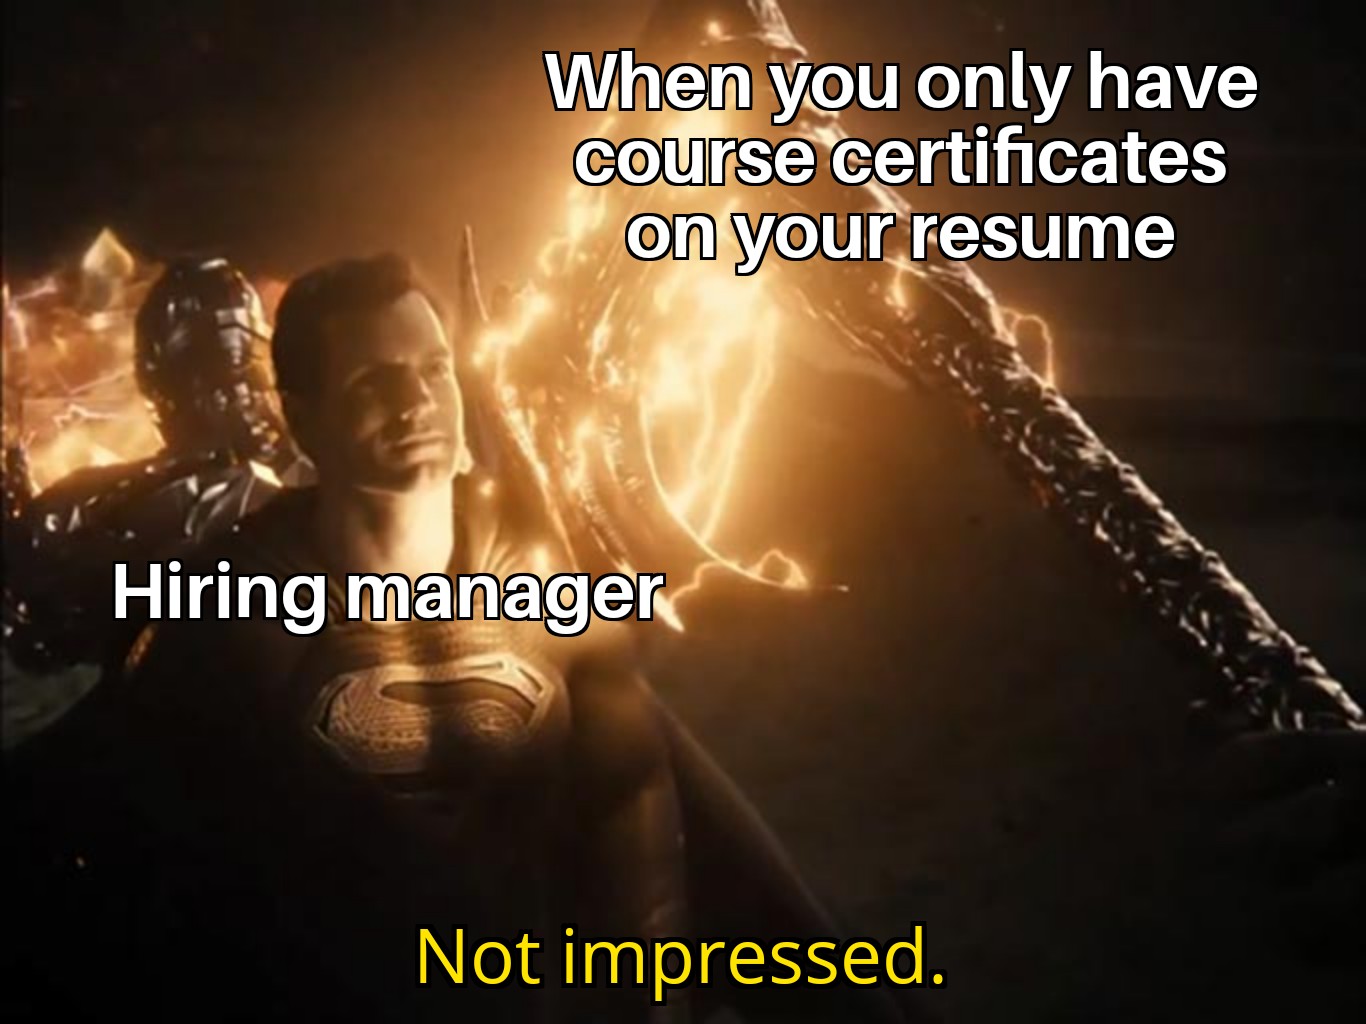 When you only have
course certificates
on your resume
Hiring manager
Not impressed.